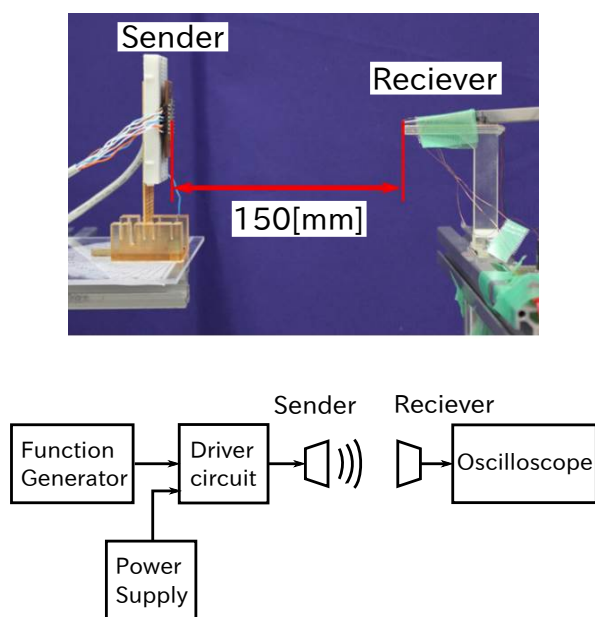 Sender
Reciever
150[mm]
Sender
Reciever
Function
Generator
Driver
circuit
Oscilloscope
Power
Supply